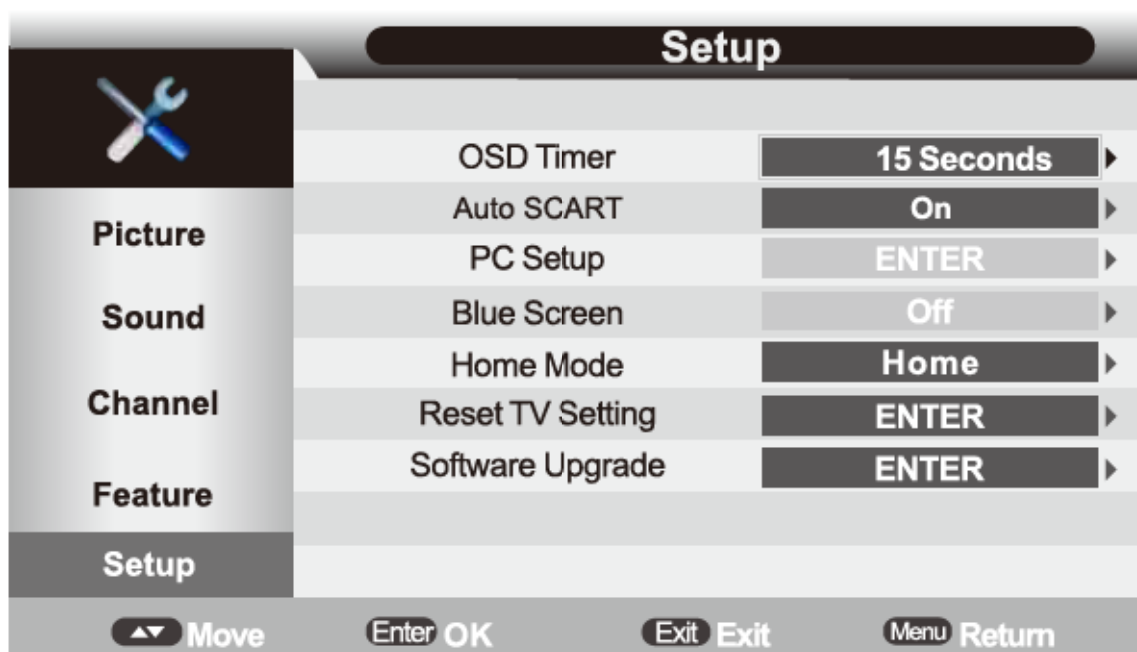 Setup
OSD Timer 15 Seconds
Auto SCART On
Picture
PC Setup ENTER
Sound
Blue Screen Off
Home Mode Home
Channel
Reset TV Setting ENTER
Software Upgrade ENTER
Feature
Setup
Move Enter OK Exit Exit Menu Return